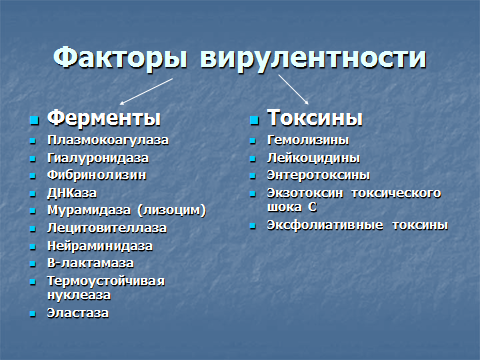 Факторы вирулентности
Ферменты
Плазмокоагулаза
Гиалуронидаза
Фибринолизин
ДНКаза
Мурамидаза (лизоцим)
Лецитовителлаза
Нейраминидаза
В-лактамаза
Термоустойчивая
нуклеаза
Эластаза
Токсины
Гемолизины
Лейкоцидины
Энтеротоксины
Экзотоксин токсического
шока С
Эксфолиативные токсины